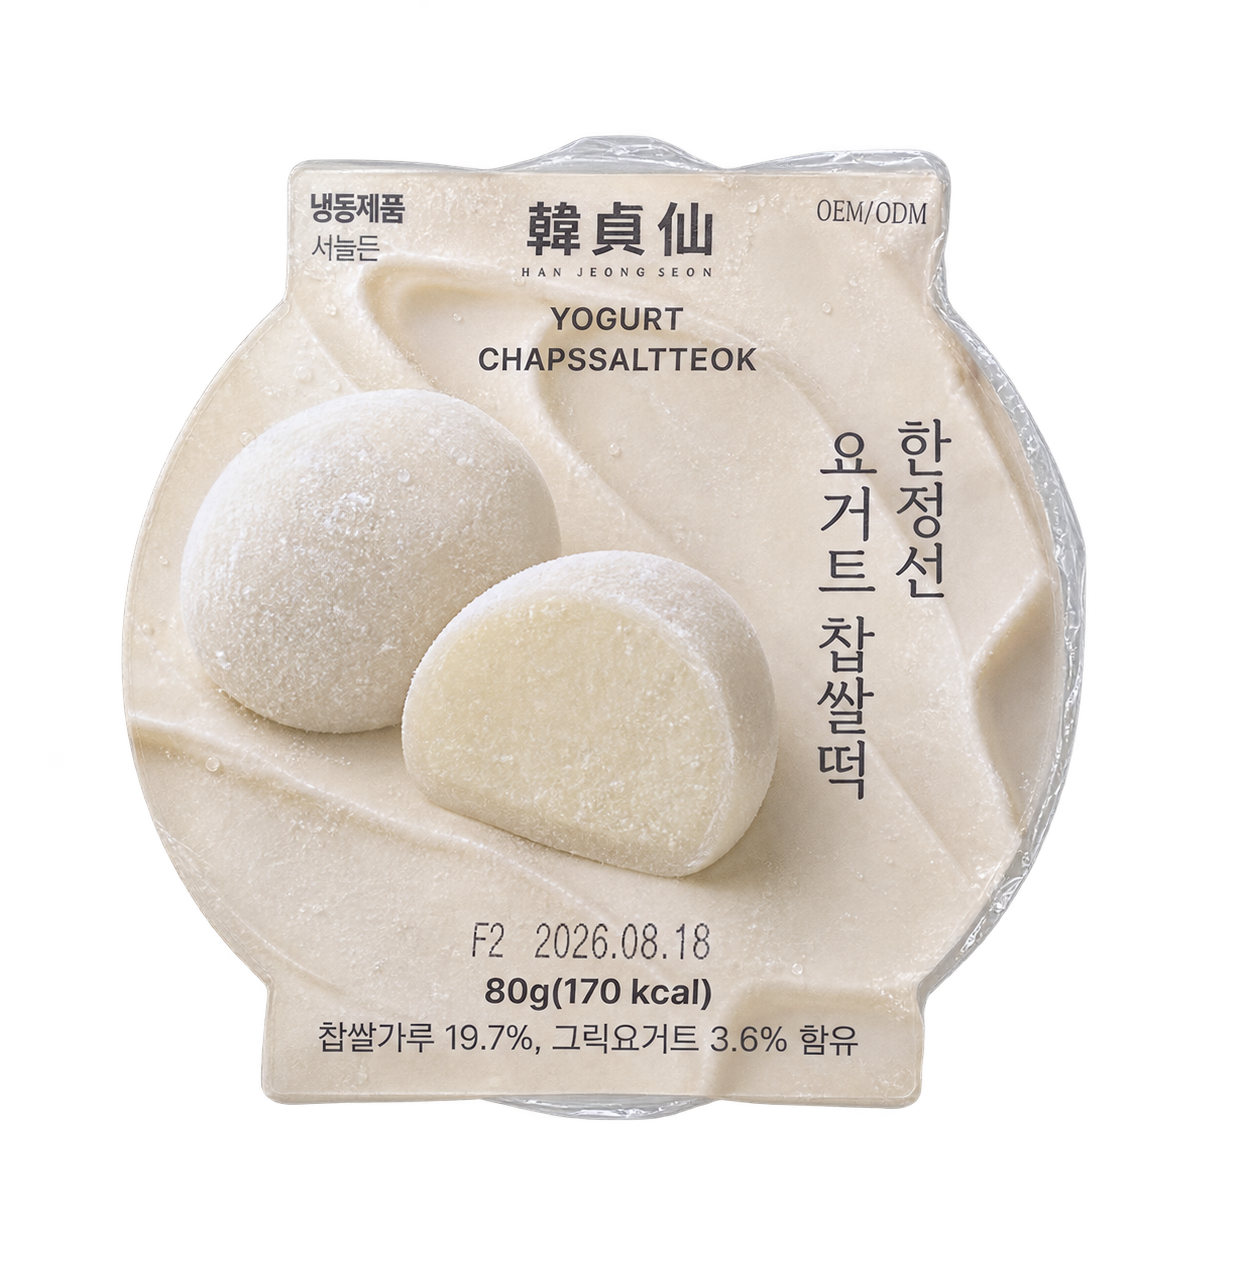 냉동제품
서늘든
韓貞仙
HAN JEONG SEON
OEM/ODM
YOGURT
CHAPSSALTTEOK
한정선
요거트 찹쌀떡
F2 2026.08.18
80g(170 kcal)
찹쌀가루 19.7%, 그릭요거트 3.6% 함유